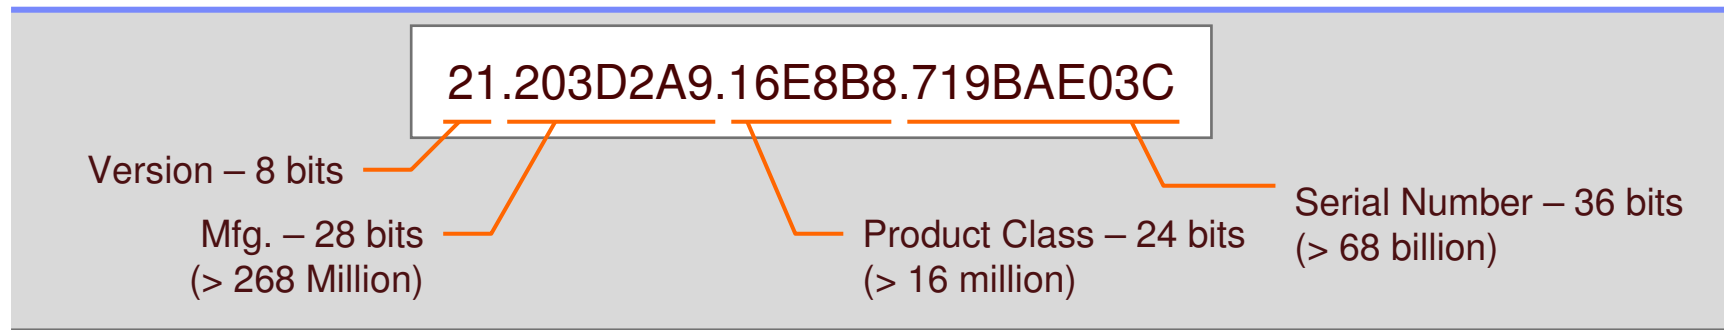 21.203D2A9.16E8B8.719BAE03C
Version – 8 bits
Mfg. – 28 bits
(> 268 Million)
Product Class – 24 bits
(> 16 million)
Serial Number – 36 bits
(> 68 billion)